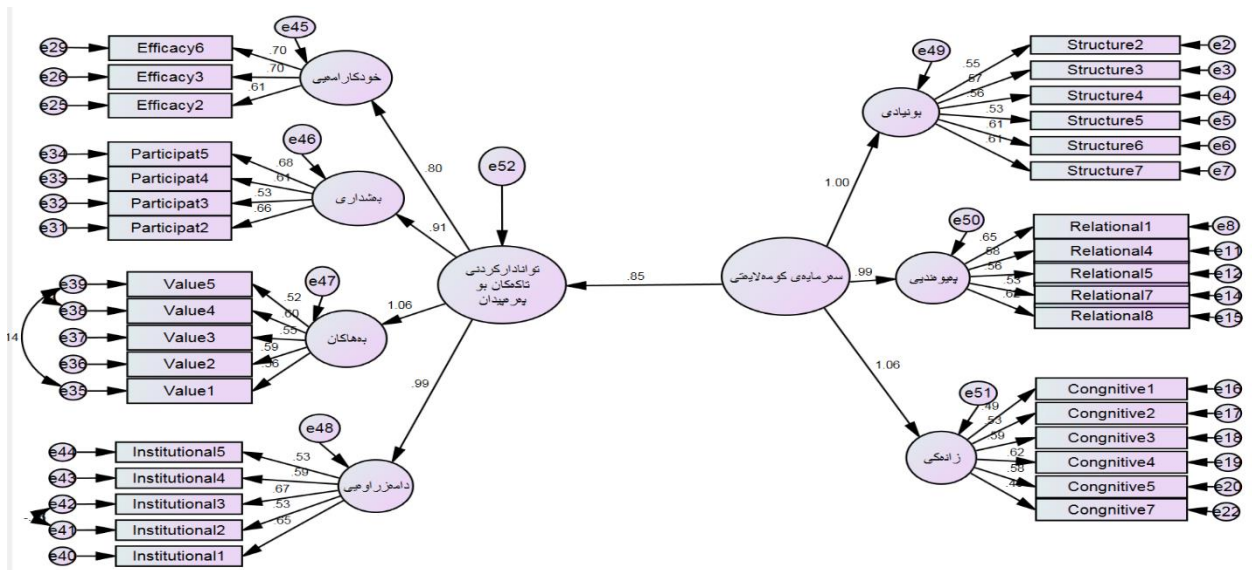 e29
Efficacy6
.70
e45
e26
Efficacy3
.70
خودکارامەیی
e25
Efficacy2
.61
e34
Participat5
.68
e46
e33
Participat4
.61
بەشداری
e32
Participat3
.53
e31
Participat2
.66
e39
Value5
.52
e47
e38
Value4
.60
e37
Value3
.55
بەهاکان
e36
Value2
.59
e35
Value1
.56
14
e44
Institutional5
.53
e48
e43
Institutional4
.59
e42
Institutional3
.67
دامەزراوەیی
e41
Institutional2
.53
e40
Institutional1
.65
.80
.91
1.06
.99
e52
تواناداركردنی
تاکەکان بۆ
پەرەپێدان
.85
سەرمایەی کۆمەڵایەتی
1.00
.99
1.06
e49
بونیادی
.55
Structure2
e2
.57
Structure3
e3
.56
Structure4
e4
.53
Structure5
e5
.61
Structure6
e6
.61
Structure7
e7
e50
پەیوەندیی
.65
Relational1
e8
.58
Relational4
e11
.56
Relational5
e12
.53
Relational7
e14
.62
Relational8
e15
e51
زانەکی
.49
Congnitive1
e16
.53
Congnitive2
e17
.59
Congnitive3
e18
.62
Congnitive4
e19
.58
Congnitive5
e20
Congnitive7
e22